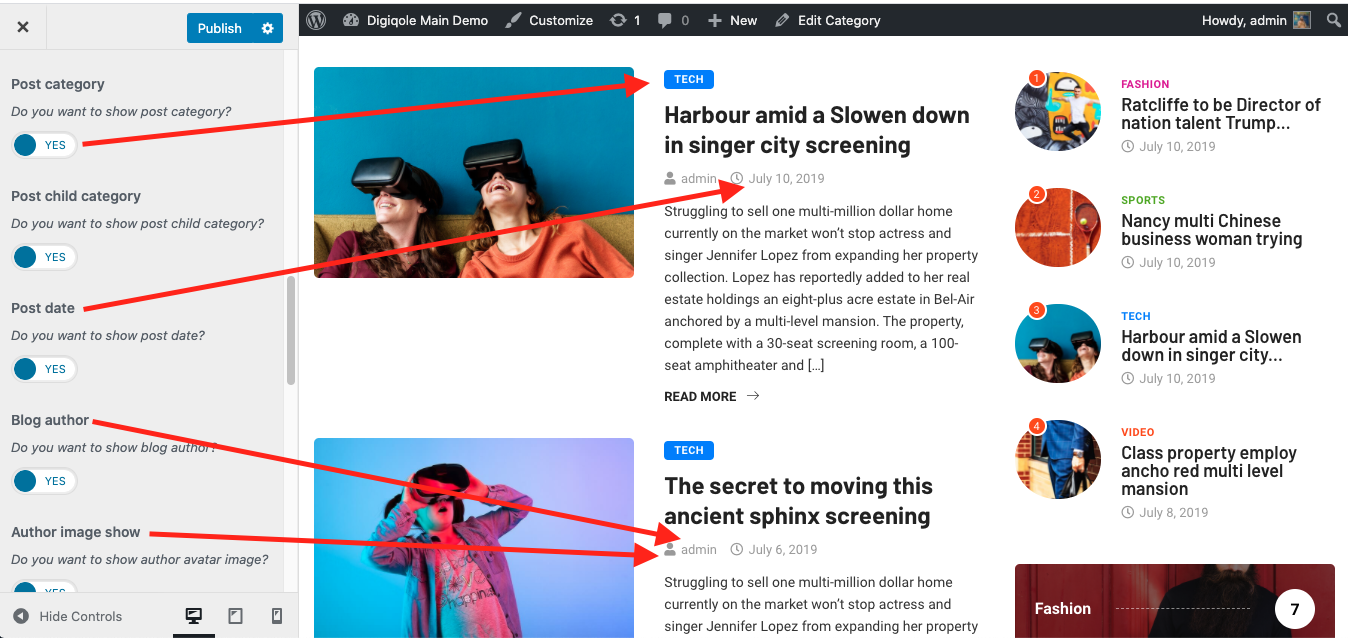 Publish
Digiqole Main Demo
Customize
1
0
New
Edit Category
Howdy, admin
Post category
Do you want to show post category?
YES
Post child category
Do you want to show post child category?
YES
Post date
Do you want to show post date?
YES
Blog author
Do you want to show blog author?
YES
Author image show
Do you want to show author avatar image?
YES
Hide Controls
TECH
Harbour amid a Slowen down
in singer city screening
admin July 10, 2019
Struggling to sell one multi-million dollar home
currently on the market won’t stop actress and
singer Jennifer Lopez from expanding her property
collection. Lopez has reportedly added to her real
estate holdings an eight-plus acre estate in Bel-Air
anchored by a multi-level mansion. The property,
complete with a 30-seat screening room, a 100-
seat amphitheater and […]
READ MORE
TECH
The secret to moving this
ancient sphinx screening
admin July 6, 2019
Struggling to sell one multi-million dollar home
currently on the market won’t stop actress and
singer Jennifer Lopez from expanding her property
1
FASHION
Ratcliffe to be Director of
nation talent Trump...
July 10, 2019
2
SPORTS
Nancy multi Chinese
business woman trying
July 10, 2019
3
TECH
Harbour amid a Slowen
down in singer city...
July 10, 2019
4
VIDEO
Class property employ
ancho red multi level
mansion
July 8, 2019
Fashion 7